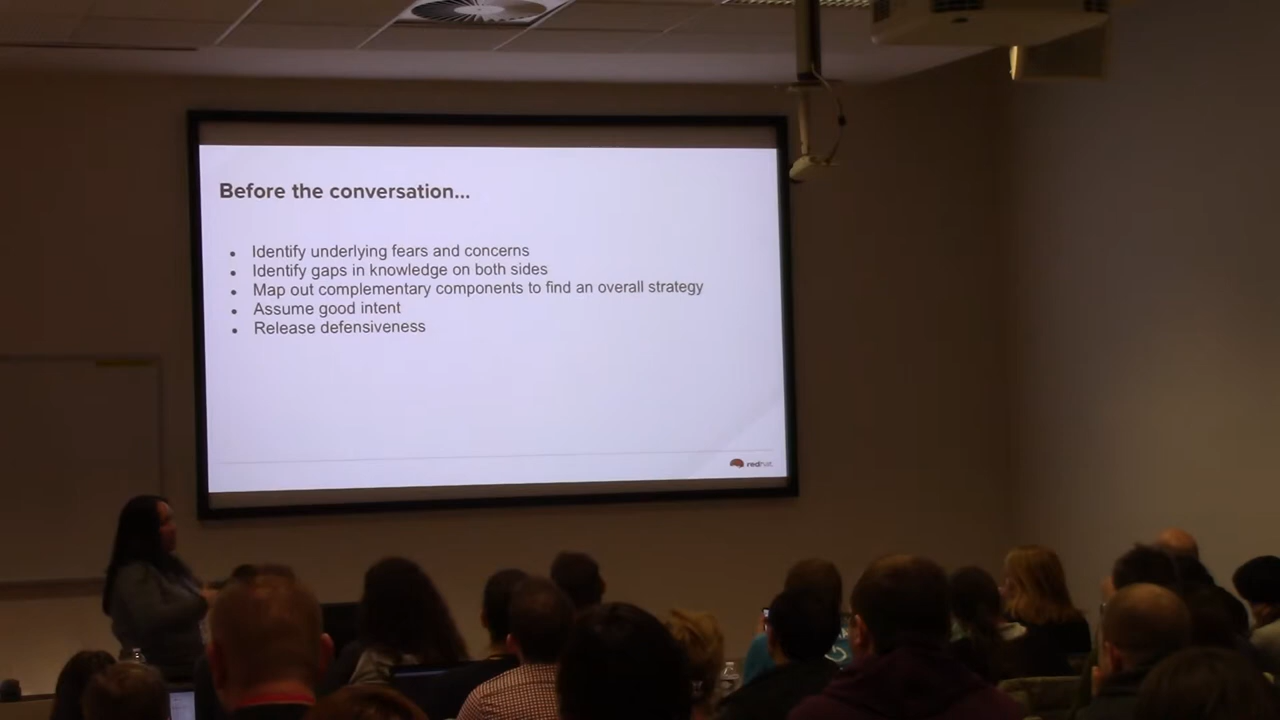 Before the conversation...
Identify underlying fears and concerns
Identify gaps in knowledge on both sides
Map out complementary components to find an overall strategy
Assume good intent
Release defensiveness
redhat.